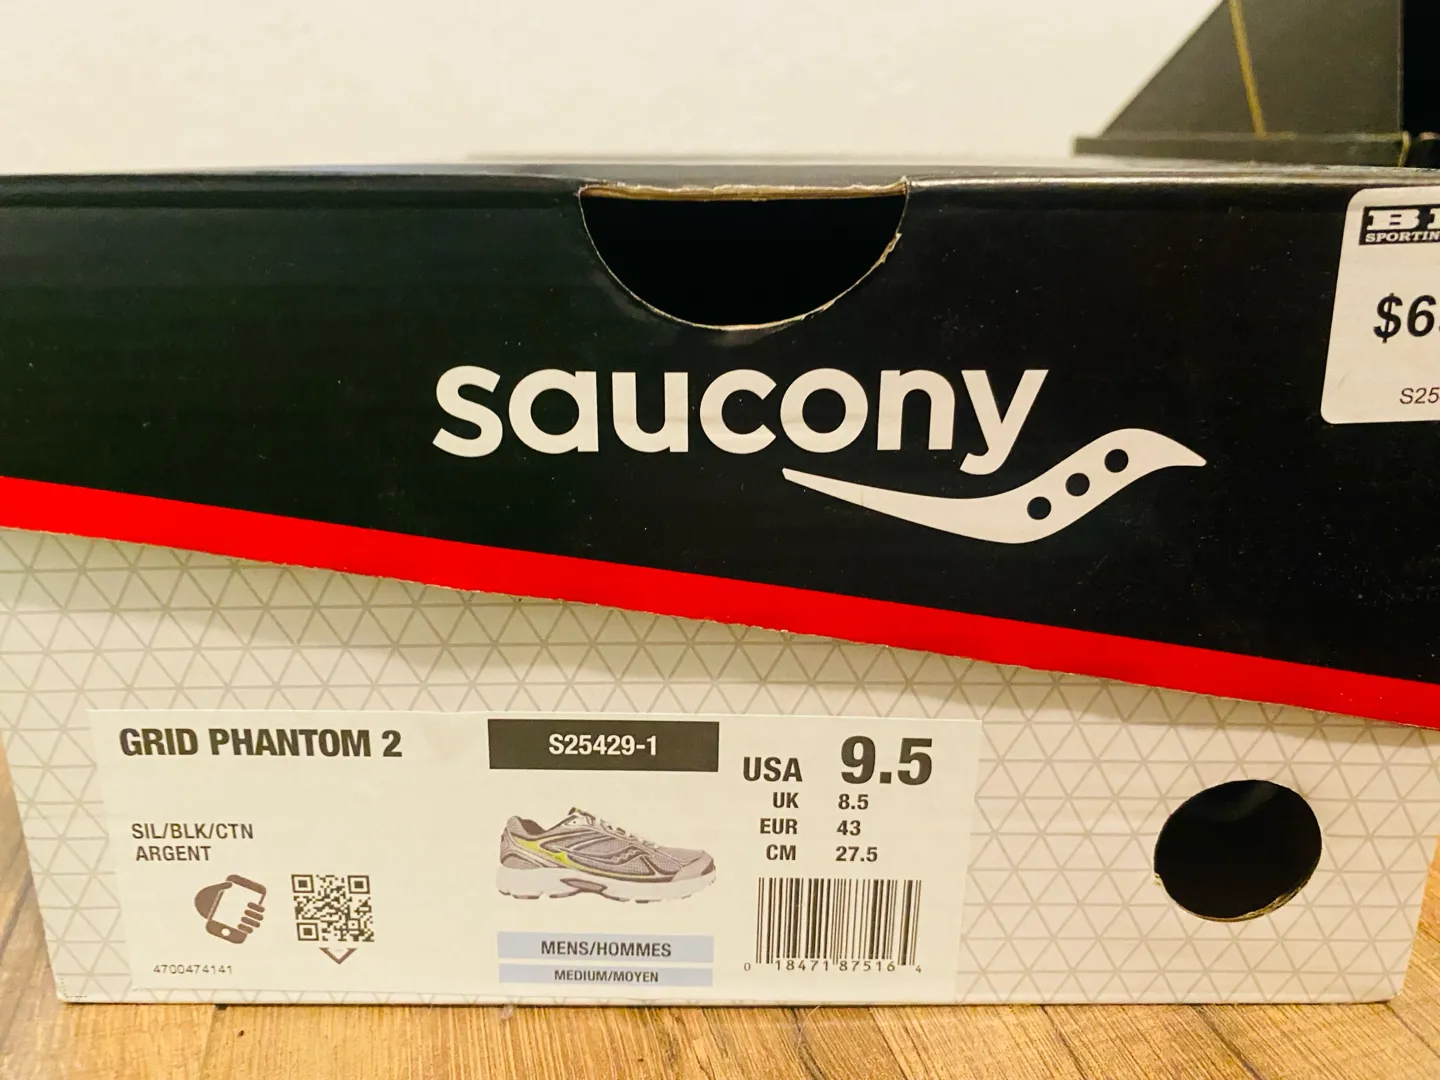 saucony
SPORTIN
S25
GRID PHANTOM 2
S25429-1
SIL/BLK/CTN
ARGENT
4700474141
MENS/HOMMES
MEDIUM/MOYEN
USA 9.5
UK 8.5
EUR 43
CM 27.5
0 18471 87516 4